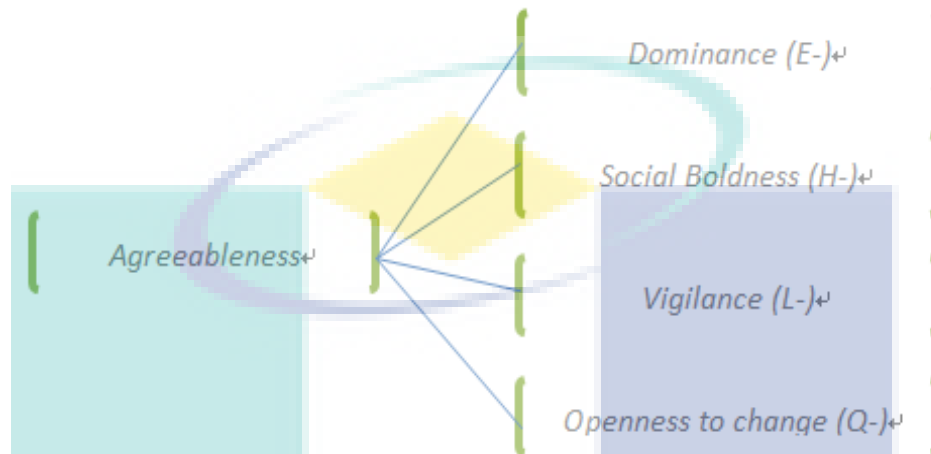 Dominance (E-)↵
Social Boldness (H-)↵
Agreeableness↵
Vigilance (L-)↵
Openness to change (Q-)↵